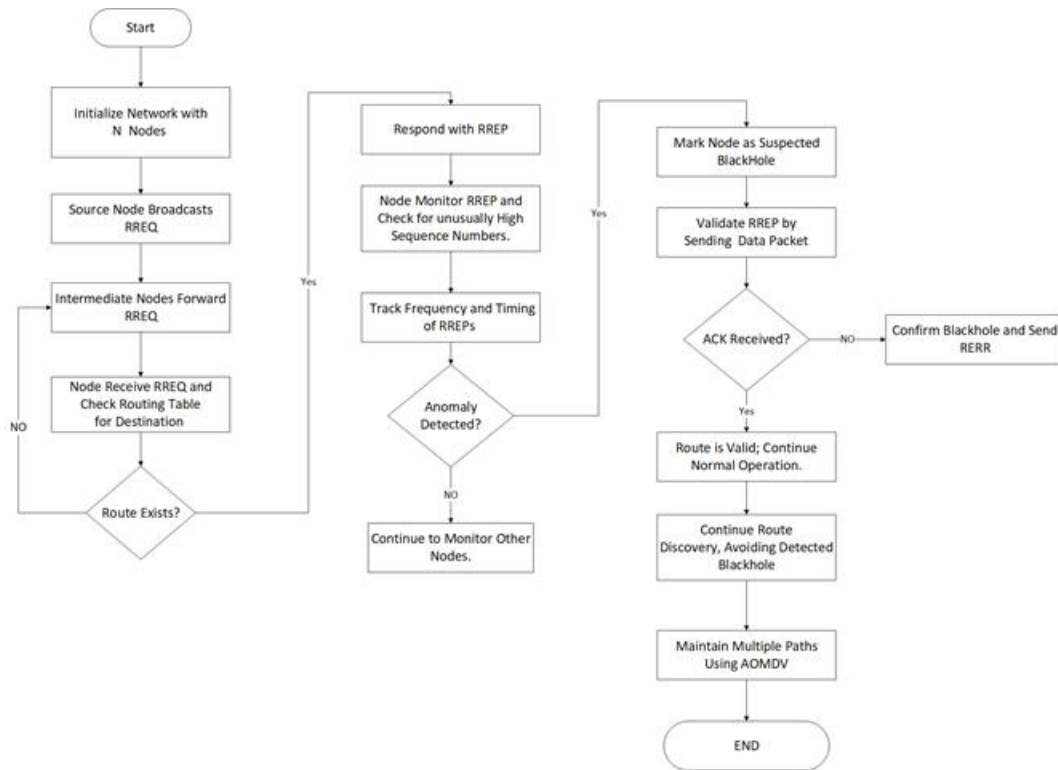 Start
Initialize Network with
N Nodes
Source Node Broadcasts
RREQ
Intermediate Nodes Forward
RREQ
Node Receive RREQ and
Check Routing Table
for Destination
NO
Route Exists?
Yes
Respond with RREP
Node Monitor RREP and
Check for unusually High
Sequence Numbers.
Track Frequency and Timing
of RREPs
Anomaly
Detected?
NO
Continue to Monitor Other
Nodes.
Yes
Mark Node as Suspected
BlackHole
Validate RREP by
Sending Data Packet
ACK Received?
NO
Confirm Blackhole and Send
RERR
Yes
Route is Valid; Continue
Normal Operation.
Continue Route
Discovery, Avoiding Detected
Blackhole
Maintain Multiple Paths
Using AOMDV
END